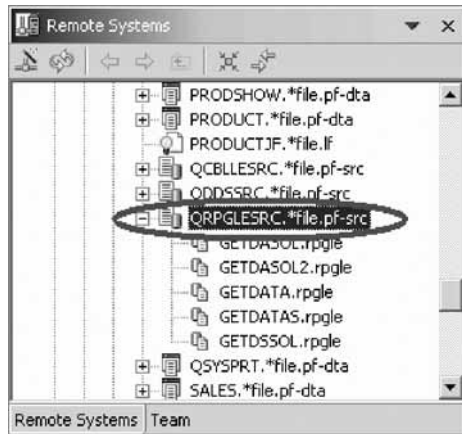 Remote Systems
PRODSHOW.*file.pf-dta
PRODUCT.*file.pf-dta
PRODUCTJF.*file.lf
QCBLLESRC.*file.pf-src
QDDSSRC.*file.pf-src
QRPGLESRC.*file.pf-src
GETDASOL.rpgle
GETDASOL2.rpgle
GETDATA.rpgle
GETDATAS.rpgle
GETDSSOL.rpgle
QSYSPRT.*file.pf-dta
SALES.*file.pf-dta
Remote Systems Team